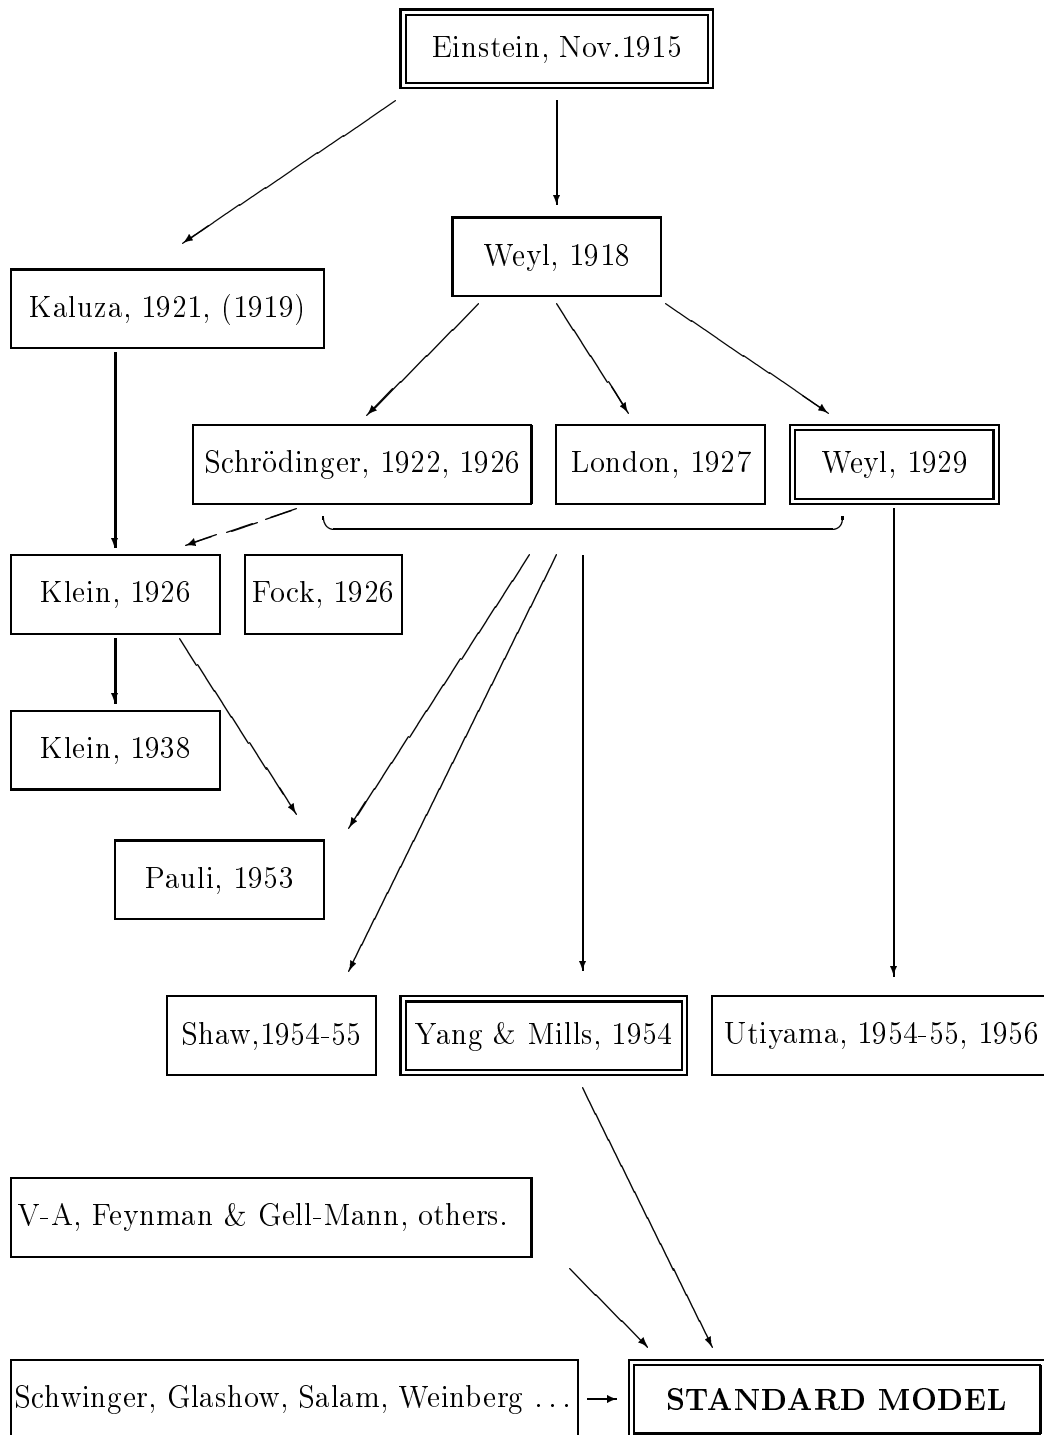 Einstein, Nov.1915
Weyl, 1918
Kaluza, 1921, (1919)
Schrödinger, 1922, 1926
London, 1927
Weyl, 1929
Klein, 1926
Fock, 1926
Klein, 1938
Pauli, 1953
Shaw,1954-55
Yang & Mills, 1954
Utiyama, 1954-55, 1956
V-A, Feynman & Gell-Mann, others.
Schwinger, Glashow, Salam, Weinberg ...
STANDARD MODEL